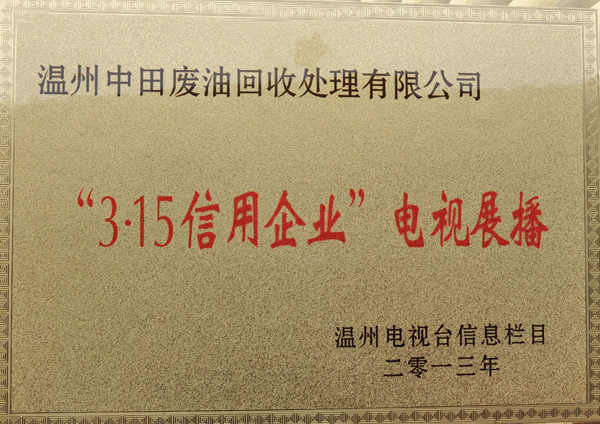 温州中田废油回收处理有限公司
“3·15信用企业”电视展播
温州电视台信息栏目
二零一三年